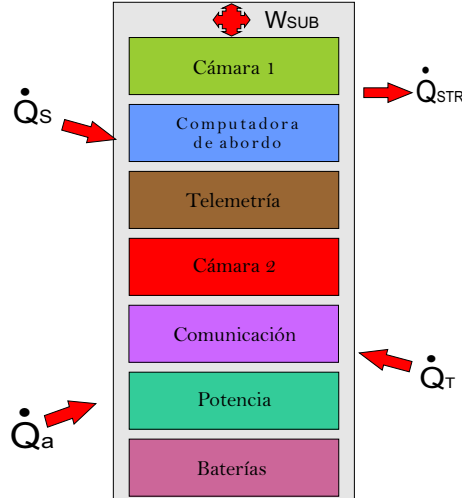 WSUB
Cámara 1
Q̇STR
Q̇S
Computadora
de abordo
Telemetría
Cámara 2
Comunicación
Q̇T
Potencia
Q̇a
Baterías